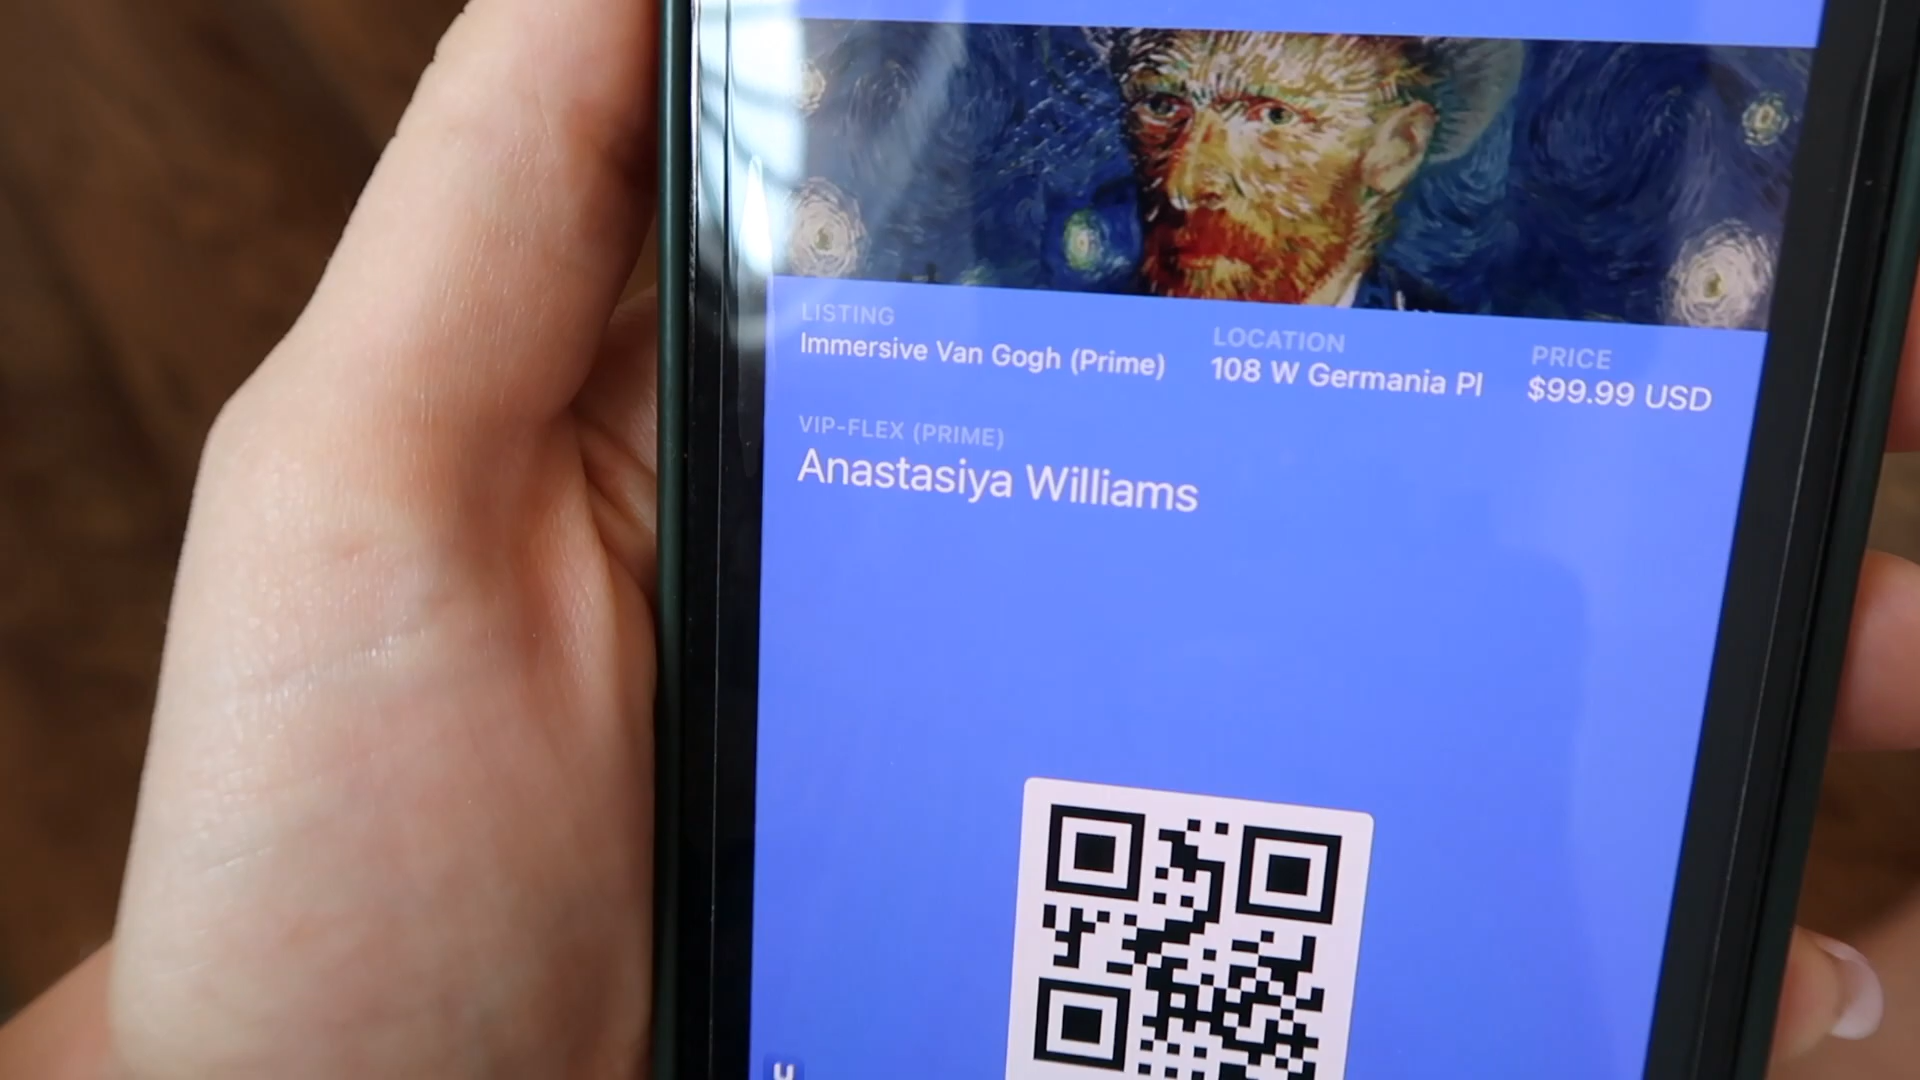 LISTING
Immersive Van Gogh (Prime)
LOCATION
108 W Germania Pl
PRICE
$99.99 USD
VIP-FLEX (PRIME)
Anastasiya Williams